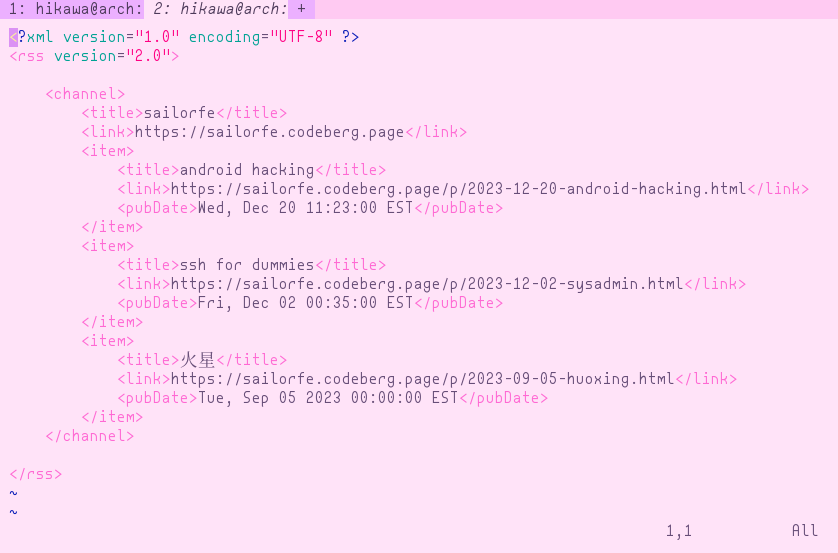 1: hikawa@arch: 2: hikawa@arch: +
<?xml version="1.0" encoding="UTF-8" ?>
<rss version="2.0">
<channel>
<title>sailorfe</title>
<link>https://sailorfe.codeberg.page</link>
<item>
<title>android hacking</title>
<link>https://sailorfe.codeberg.page/p/2023-12-20-android-hacking.html</link>
<pubDate>Wed, Dec 20 11:23:00 EST</pubDate>
</item>
<item>
<title>ssh for dummies</title>
<link>https://sailorfe.codeberg.page/p/2023-12-02-sysadmin.html</link>
<pubDate>Fri, Dec 02 00:35:00 EST</pubDate>
</item>
<item>
<title>火星</title>
<link>https://sailorfe.codeberg.page/p/2023-09-05-huoxing.html</link>
<pubDate>Tue, Sep 05 2023 00:00:00 EST</pubDate>
</item>
</channel>
</rss>
~
~
1,1 All